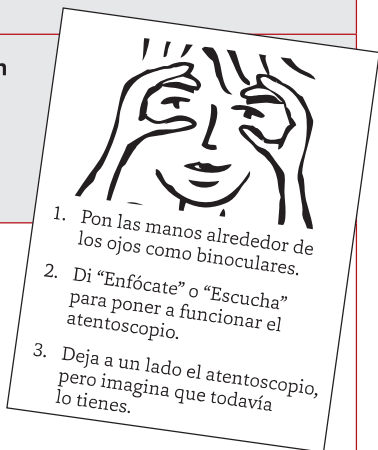 n
1. Pon las manos alrededor de
los ojos como binoculares.
2. Di “Enfócate” o “Escucha”
para poner a funcionar el
atentoscopio.
3. Deja a un lado el atentoscopio,
pero imagina que todavía
lo tienes.